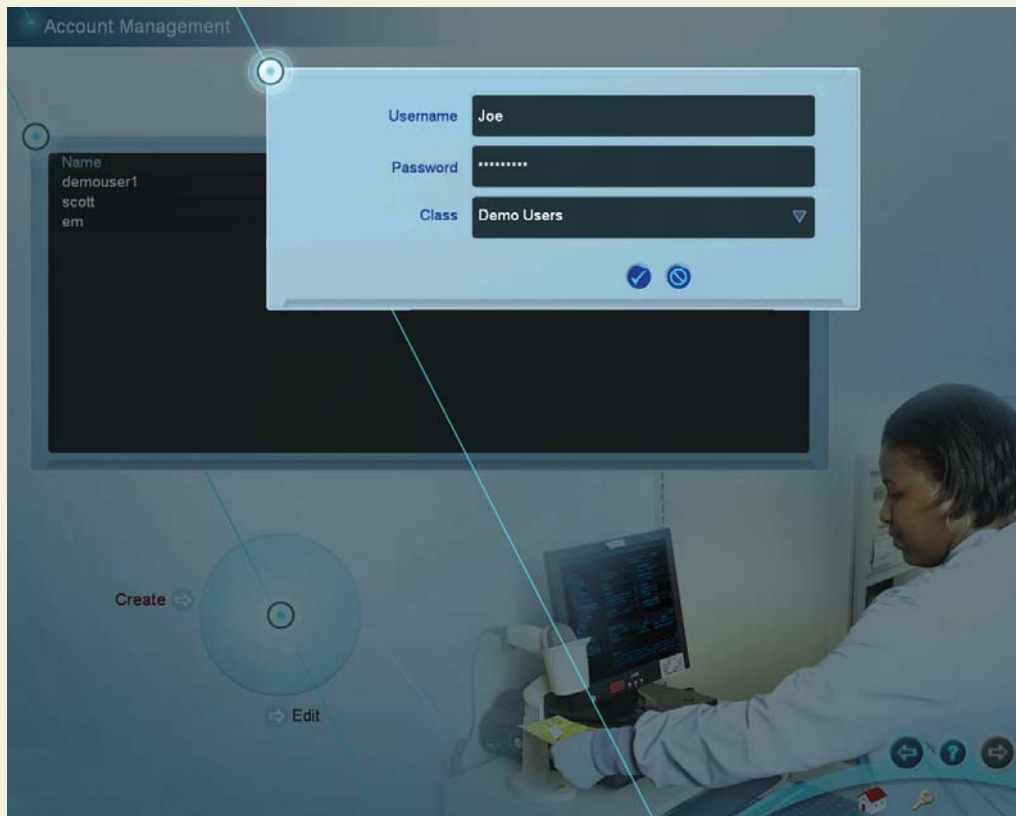 Account Management
Username Joe
Password *********
Class Demo Users
Name
demouser1
scott
em
Create
Edit
?